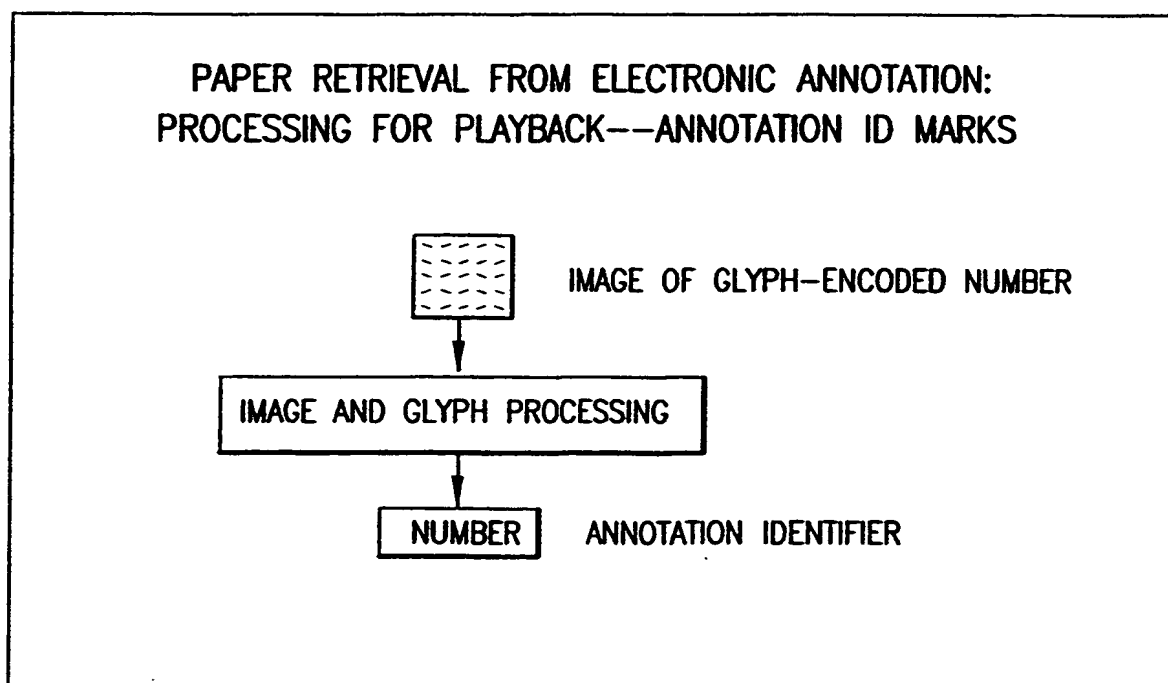 PAPER RETRIEVAL FROM ELECTRONIC ANNOTATION:
PROCESSING FOR PLAYBACK--ANNOTATION ID MARKS
IMAGE OF GLYPH-ENCODED NUMBER
IMAGE AND GLYPH PROCESSING
NUMBER ANNOTATION IDENTIFIER